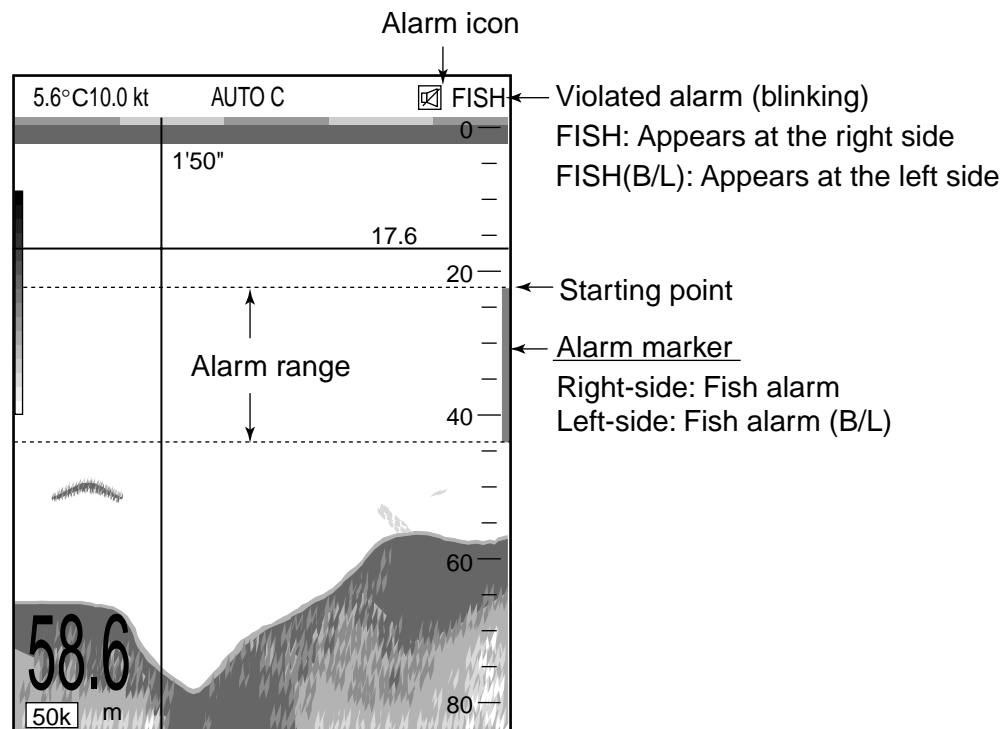 Alarm icon
5.6°C10.0 kt AUTO C FISH
Violated alarm (blinking)
FISH: Appears at the right side
FISH(B/L): Appears at the left side
0
1'50"
17.6
20
Starting point
Alarm range
Alarm marker
Right-side: Fish alarm
Left-side: Fish alarm (B/L)
40
60
58.6
80
50k m